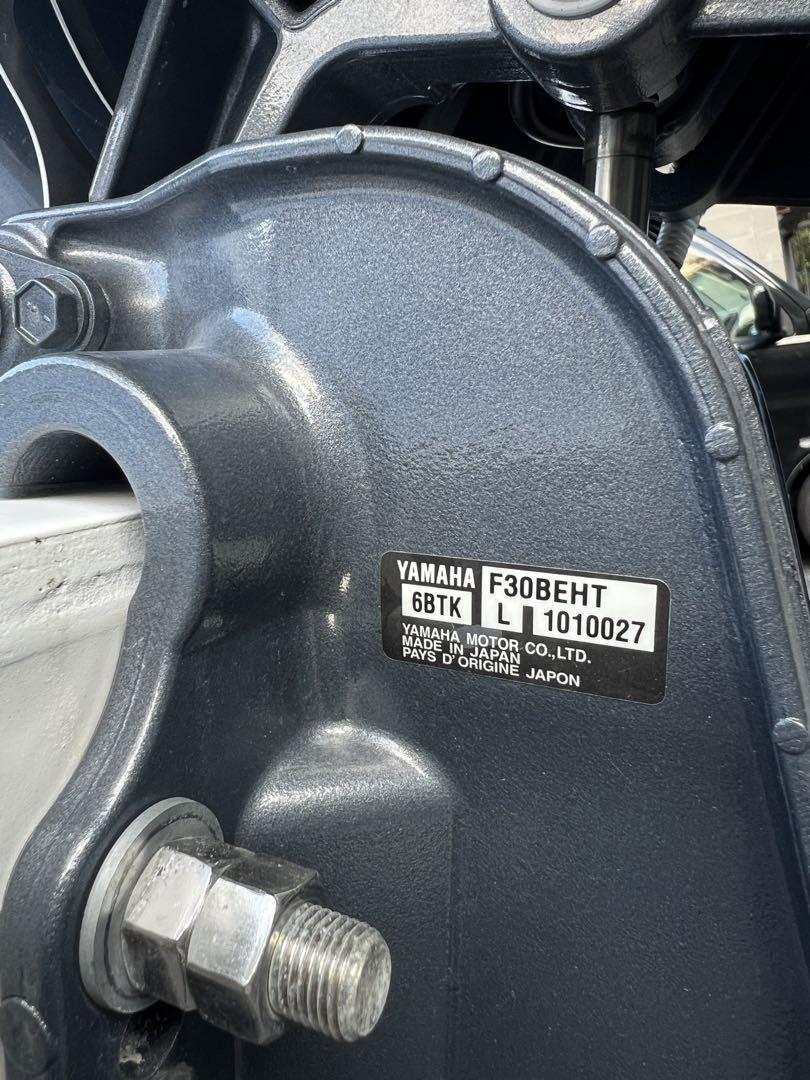 YAMAHA F30BEHT
6BTK L 1010027
YAMAHA MOTOR CO.,LTD.
MADE IN JAPAN
PAYS D'ORIGINE JAPON